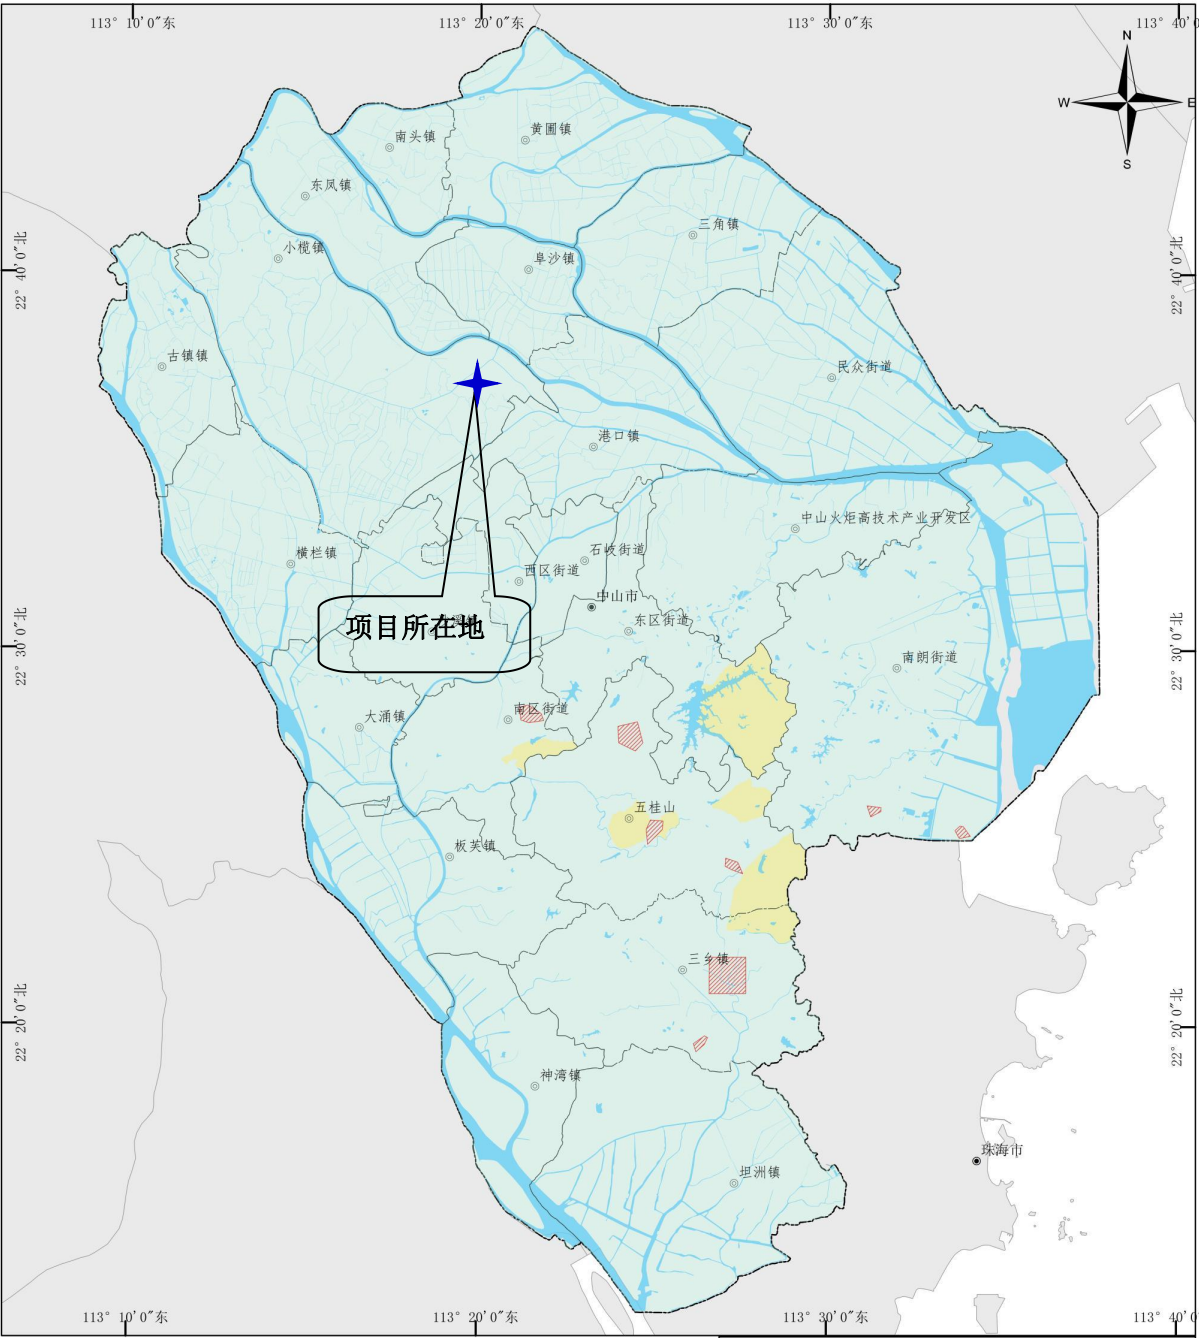 113° 10′0″东
113° 20′0″东
113° 30′0″东
113° 40′0
N
W
E
S
南头镇
黄圃镇
东凤镇
三角镇
小榄镇
阜沙镇
22° 40′0″北
22° 40′0″北
古镇镇
民众街道
港口镇
中山火炬高技术产业开发区
横栏镇
石岐街道
西区街道
中山市
项目所在地
东区街道
22° 30′0″北
22° 30′0″北
南朗街道
大涌镇
南区街道
五桂山
板芙镇
三乡镇
22° 20′0″北
22° 20′0″北
神湾镇
珠海市
坦洲镇
113° 10′0″东
113° 20′0″东
113° 30′0″东
113° 40′0